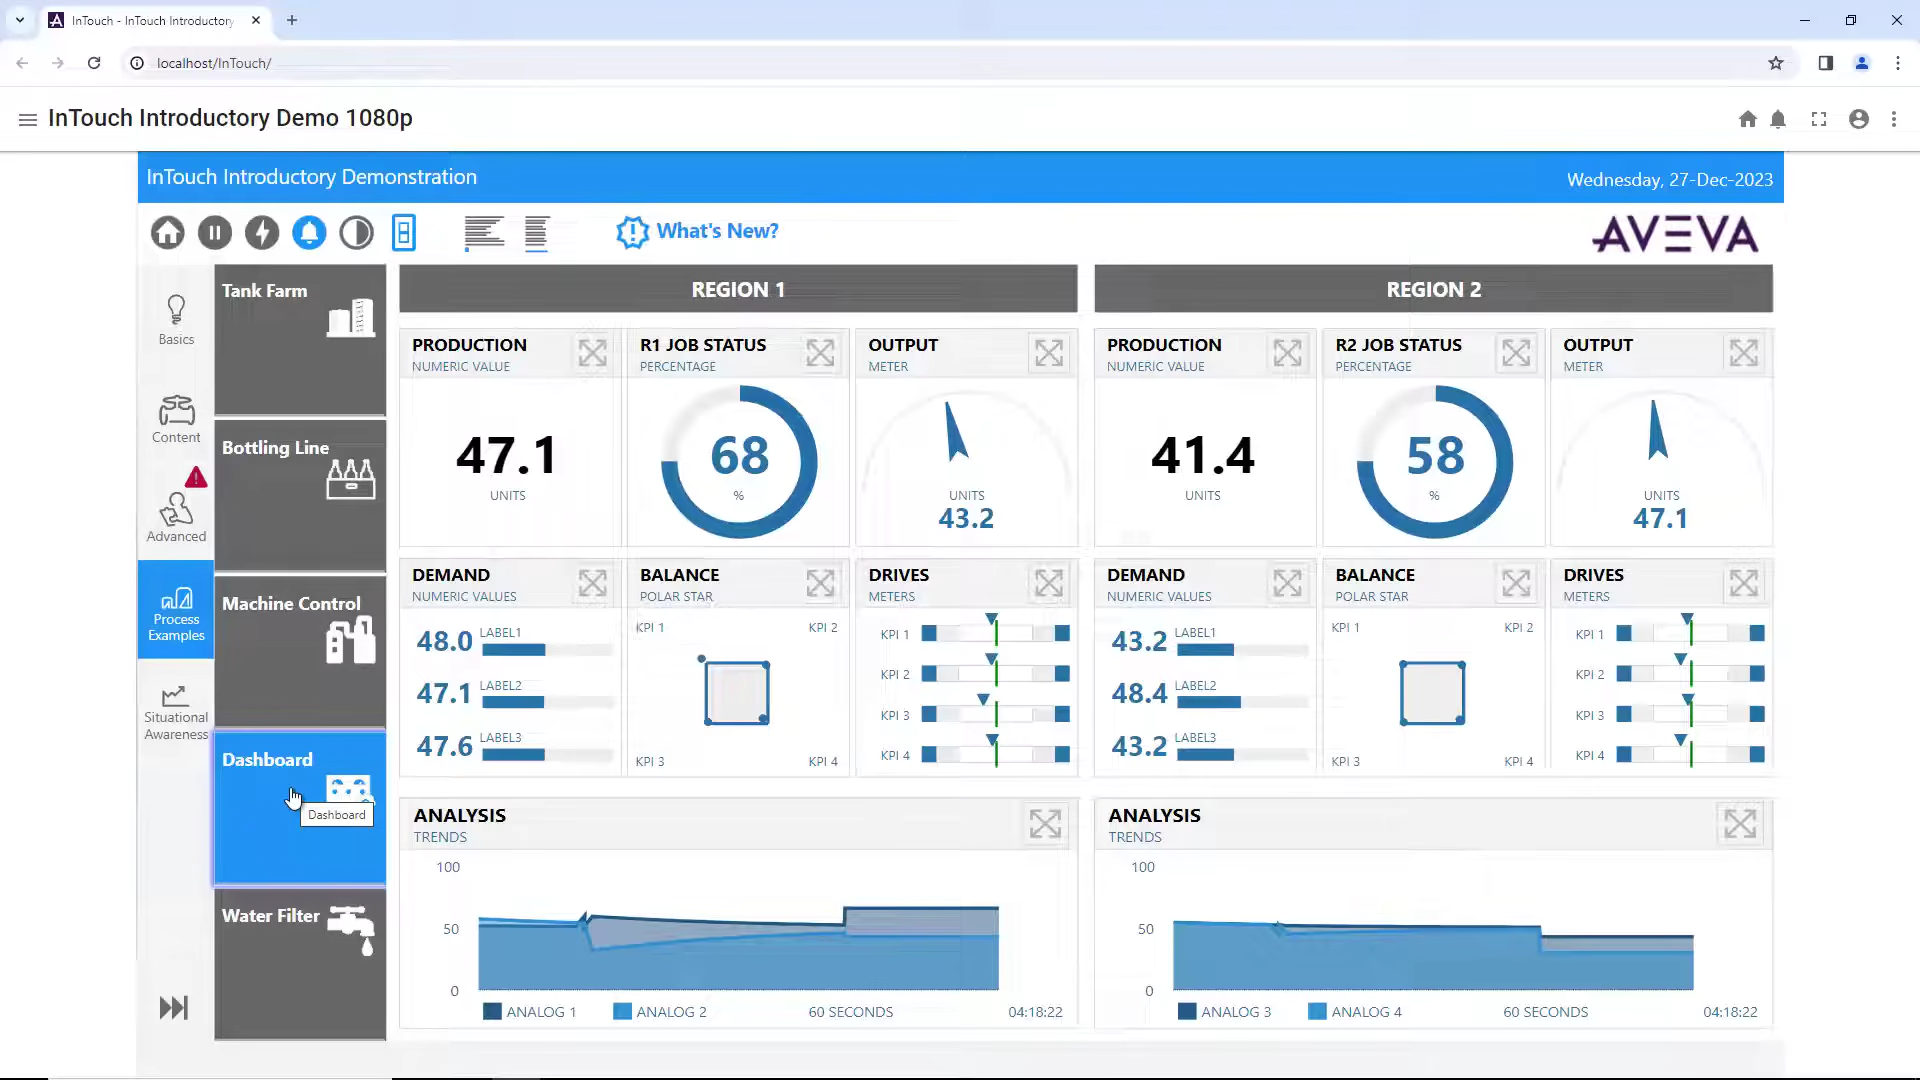 InTouch - InTouch Introductory
localhost/InTouch/
InTouch Introductory Demo 1080p
InTouch Introductory Demonstration
Wednesday, 27-Dec-2023
What's New?
AVEVA
Basics
Content
Advanced
Process
Examples
Situational
Awareness
Tank Farm
Bottling Line
Machine Control
Dashboard
Dashboard
Water Filter
REGION 1
PRODUCTION
NUMERIC VALUE
47.1
UNITS
R1 JOB STATUS
PERCENTAGE
68
%
OUTPUT
METER
UNITS
43.2
DEMAND
NUMERIC VALUES
48.0 LABEL1
47.1 LABEL2
47.6 LABEL3
BALANCE
POLAR STAR
KPI 1 KPI 2
KPI 3 KPI 4
DRIVES
METERS
KPI 1
KPI 2
KPI 3
KPI 4
ANALYSIS
TRENDS
100
50
0
ANALOG 1 ANALOG 2 60 SECONDS 04:18:22
REGION 2
PRODUCTION
NUMERIC VALUE
41.4
UNITS
R2 JOB STATUS
PERCENTAGE
58
%
OUTPUT
METER
UNITS
47.1
DEMAND
NUMERIC VALUES
43.2 LABEL1
48.4 LABEL2
43.2 LABEL3
BALANCE
POLAR STAR
KPI 1 KPI 2
KPI 3 KPI 4
DRIVES
METERS
KPI 1
KPI 2
KPI 3
KPI 4
ANALYSIS
TRENDS
100
50
0
ANALOG 3 ANALOG 4 60 SECONDS 04:18:22